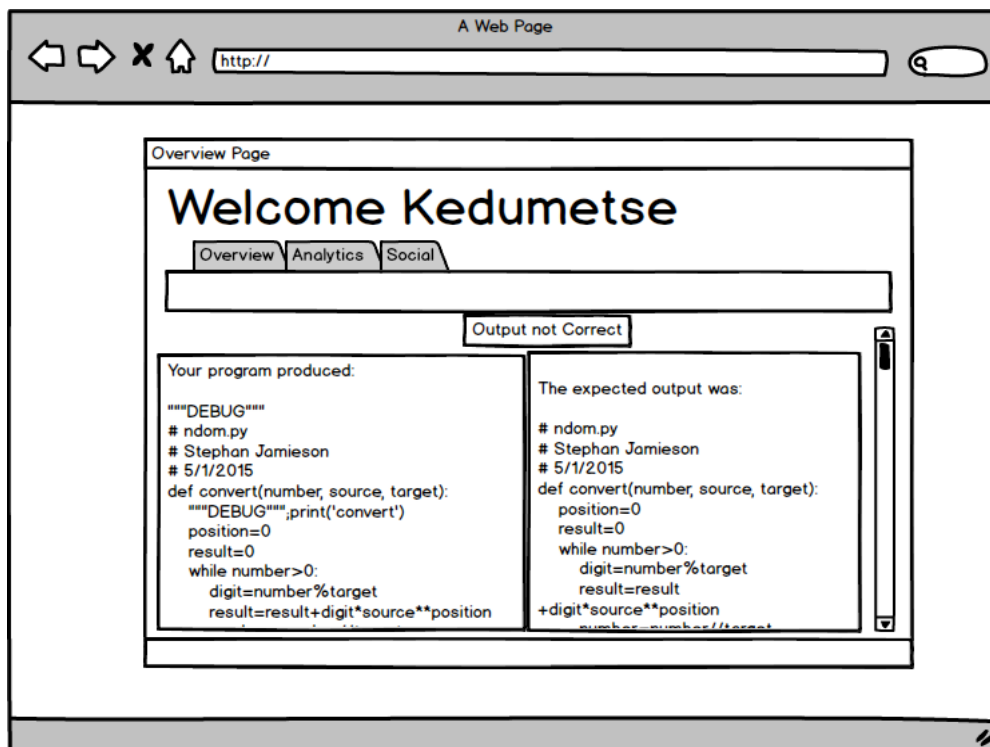 A Web Page
http://
Overview Page
Welcome Kedumetse
Overview
Analytics
Social
Output not Correct
Your program produced:
"""DEBUG"""
# ndom.py
# Stephan Jamieson
# 5/1/2015
def convert(number, source, target):
"""DEBUG""";print('convert')
position=0
result=0
while number>0:
digit=number%target
result=result+digit*source**position
The expected output was:
# ndom.py
# Stephan Jamieson
# 5/1/2015
def convert(number, source, target):
position=0
result=0
while number>0:
digit=number%target
result=result
+digit*source**position
number=number//target